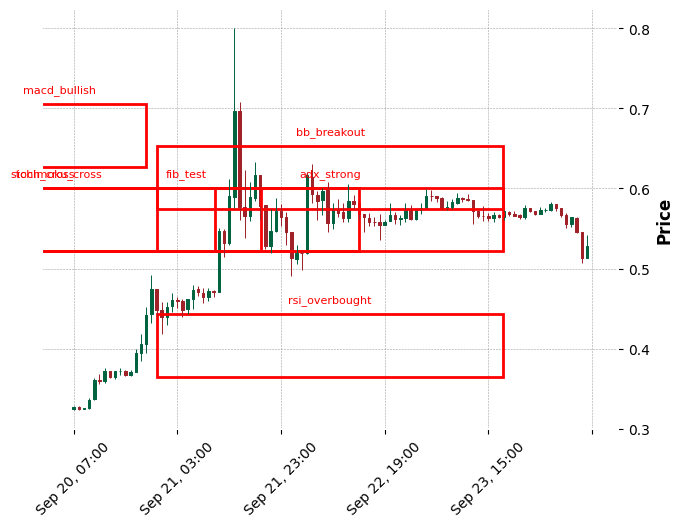 macd_bullish
bb_breakout
fib_test
adx_strong
rsi_overbought
0.8
0.7
0.6
0.5
0.4
0.3
Price
Sep 20, 07:00
Sep 21, 03:00
Sep 21, 23:00
Sep 22, 19:00
Sep 23, 15:00